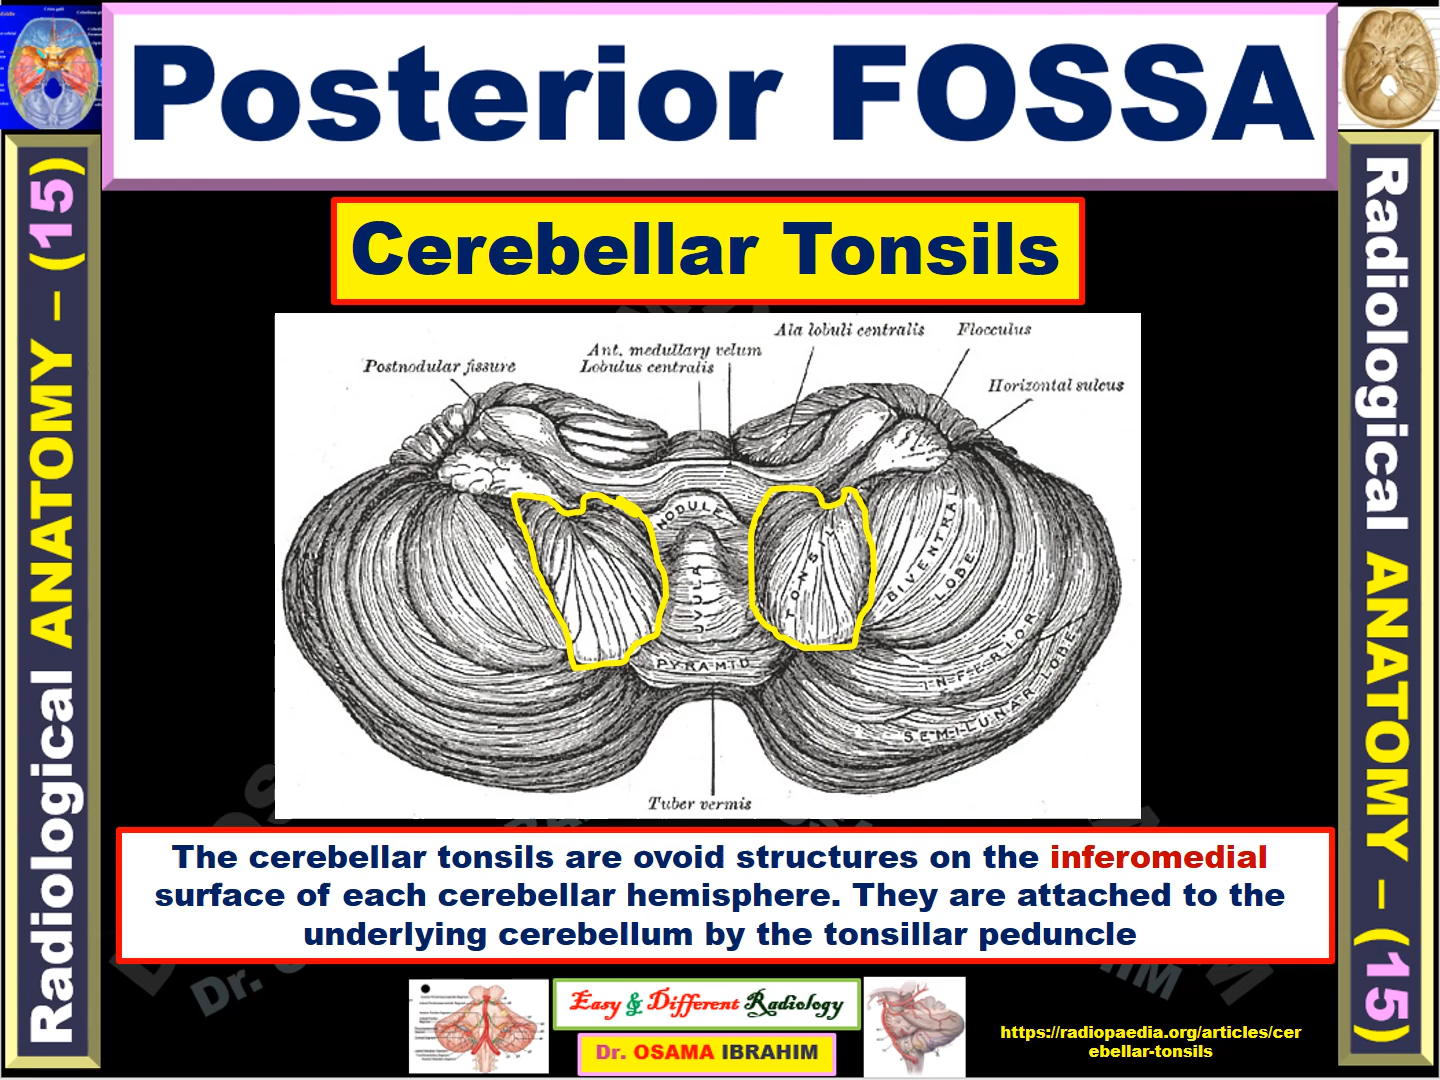 Posterior FOSSA
Radiological ANATOMY – (15)
Radiological ANATOMY – (15)
Cerebellar Tonsils
Ala lobuli centralis
Flocculus
Ant. medullary velum
Lobulus centralis
Postnodular fissure
Horizontal sulcus
NODULE
UVULA
TONSIL
BIVENTRAL
LOBE
PYRAMID
INFERIOR
SEMILUNAR LOBE
Tuber vermis
The cerebellar tonsils are ovoid structures on the inferomedial
surface of each cerebellar hemisphere. They are attached to the
underlying cerebellum by the tonsillar peduncle
Easy & Different Radiology
Dr. OSAMA IBRAHIM
https://radiopaedia.org/articles/cer
ebellar-tonsils